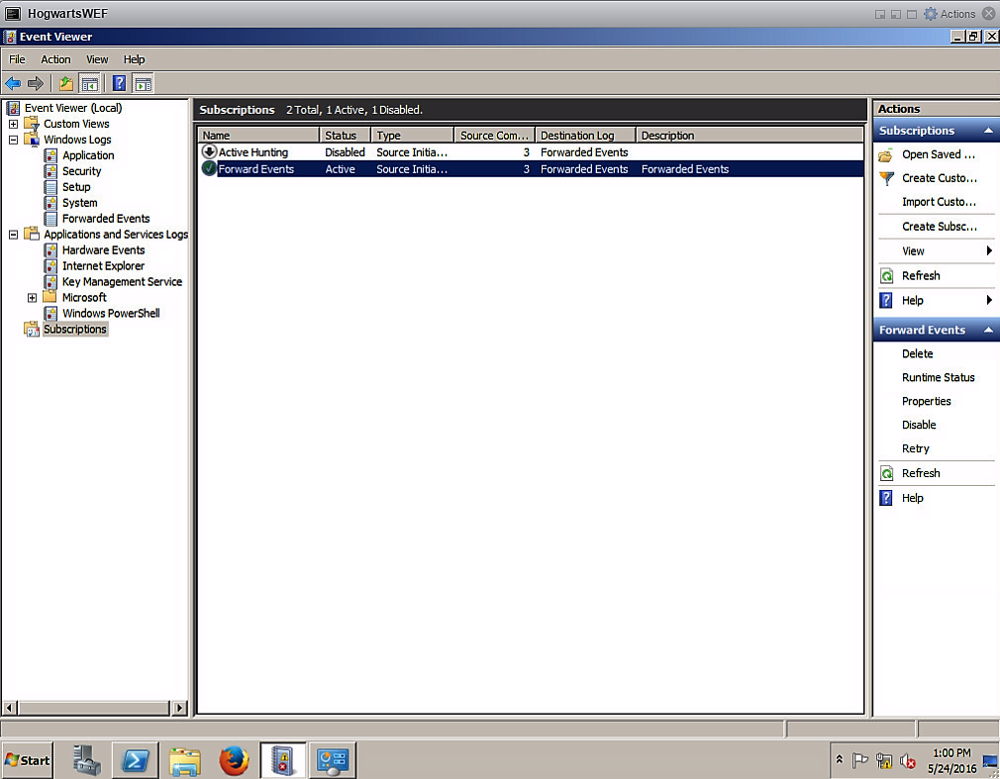 HogwartsWEF
Actions
Event Viewer
File Action View Help
Event Viewer (Local)
Custom Views
Windows Logs
Application
Security
Setup
System
Forwarded Events
Applications and Services Logs
Hardware Events
Internet Explorer
Key Management Service
Microsoft
Windows PowerShell
Subscriptions
Subscriptions 2 Total, 1 Active, 1 Disabled.
Name Status Type Source Com... Destination Log Description
Active Hunting Disabled Source Initia... 3 Forwarded Events
Forward Events Active Source Initia... 3 Forwarded Events Forwarded Events
Actions
Subscriptions
Open Saved ...
Create Custo...
Import Custo...
Create Subsc...
View
Refresh
Help
Forward Events
Delete
Runtime Status
Properties
Disable
Retry
Refresh
Help
Start
1:00 PM
5/24/2016